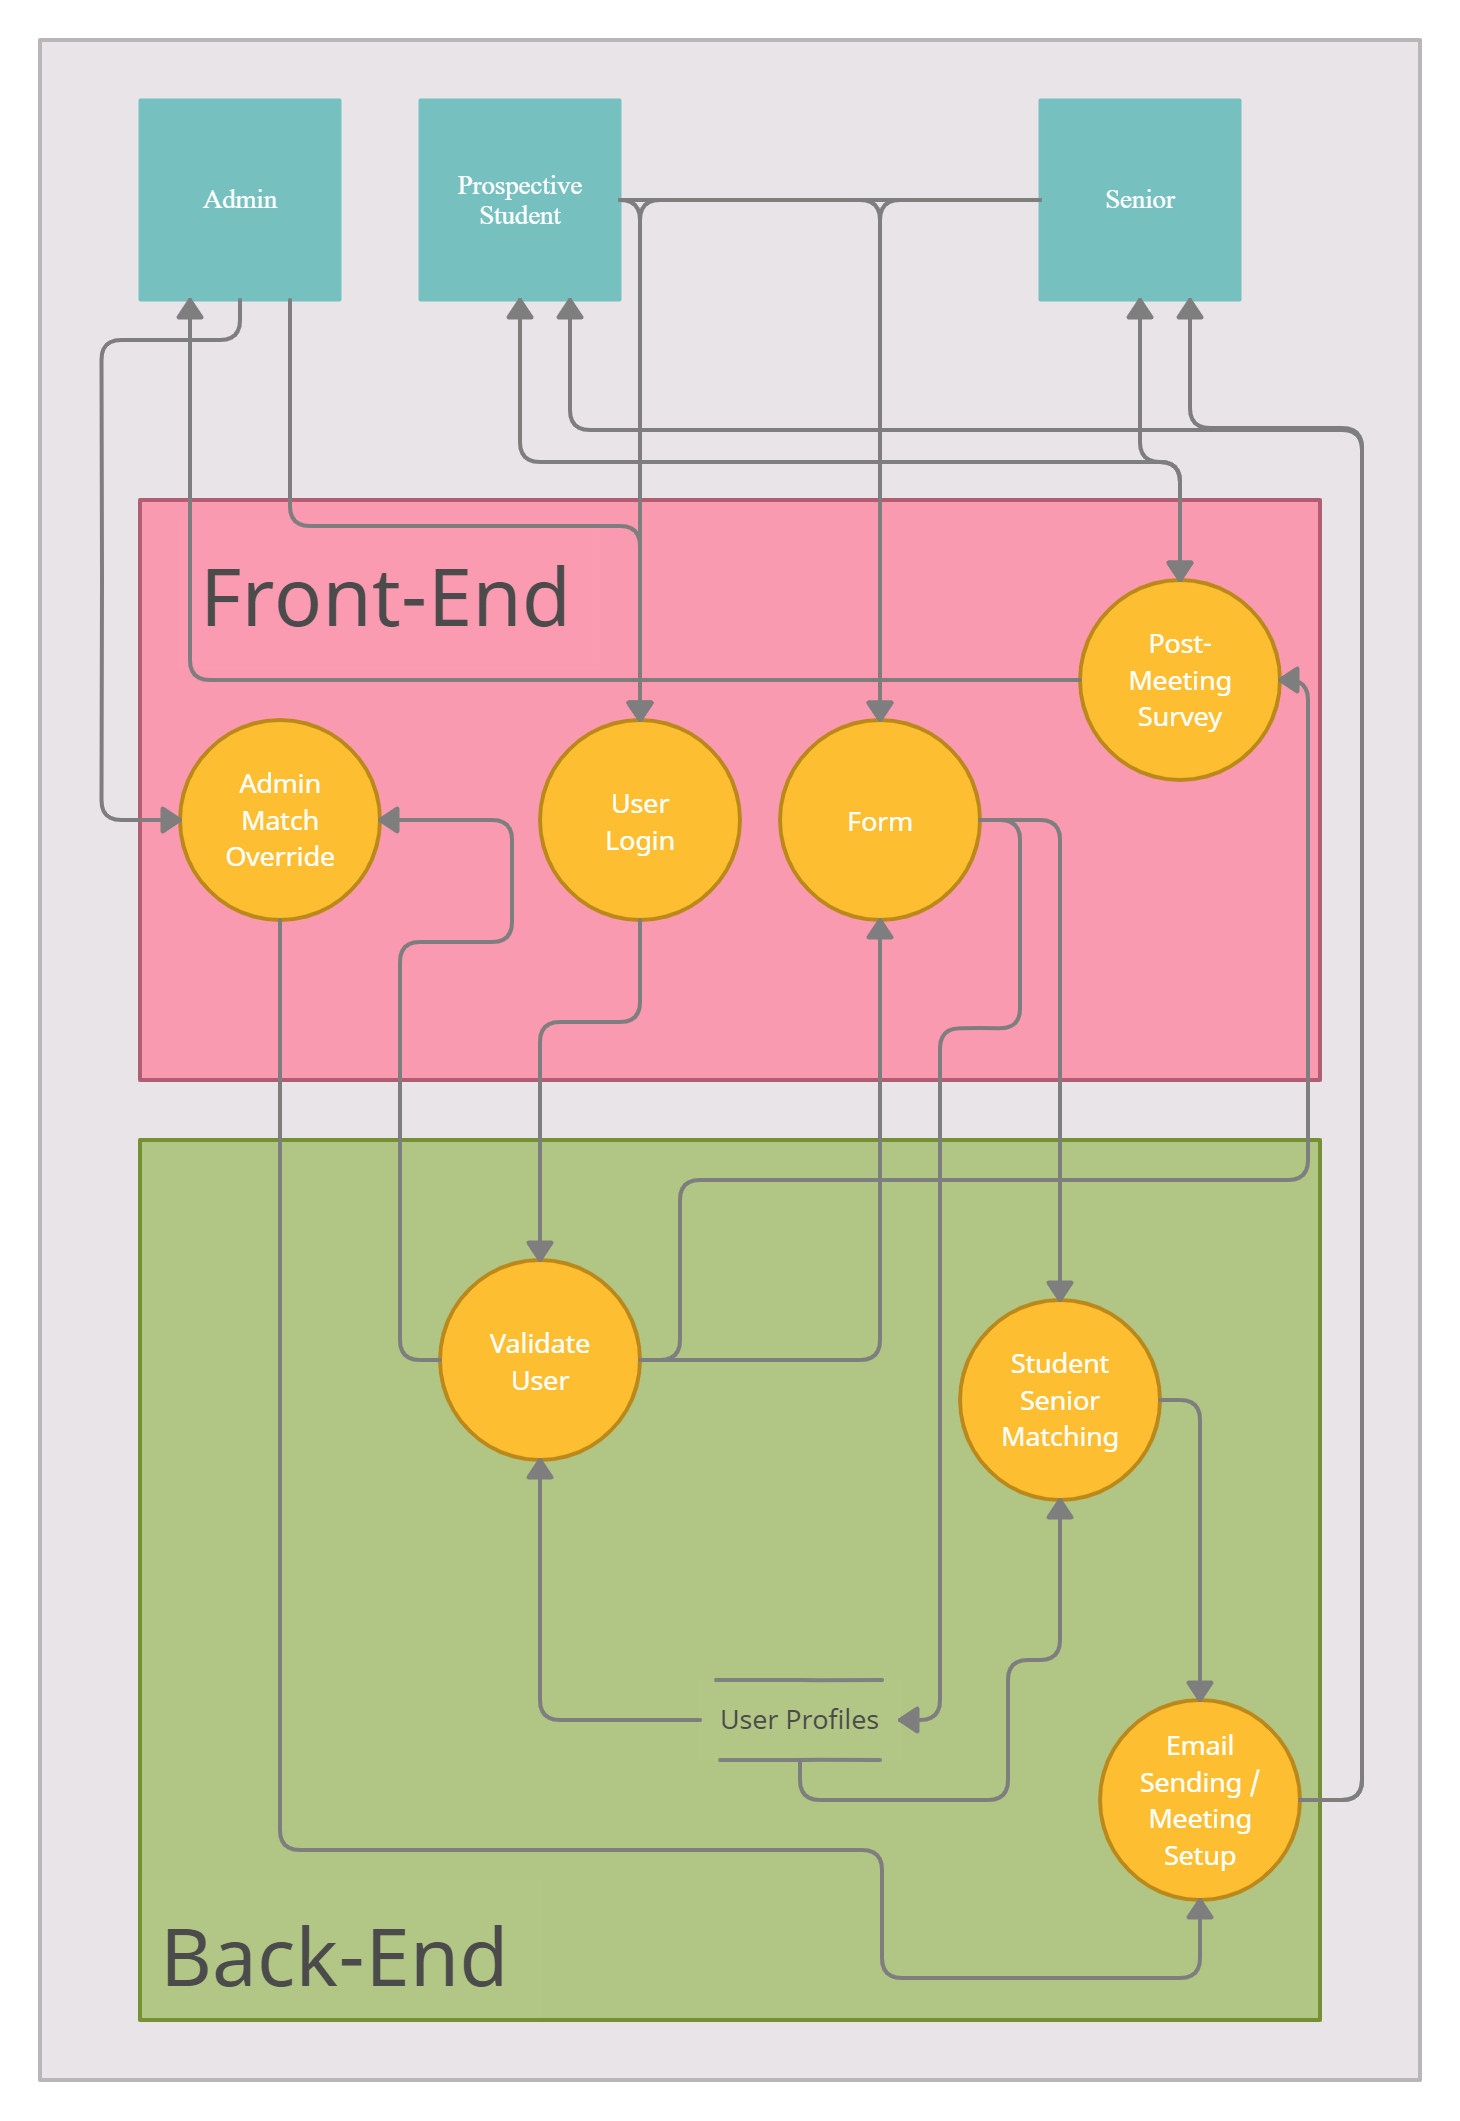 Admin
Prospective
Student
Senior
Front-End
Post-
Meeting
Survey
Admin
Match
Override
User
Login
Form
Validate
User
Student
Senior
Matching
User Profiles
Email
Sending /
Meeting
Setup
Back-End